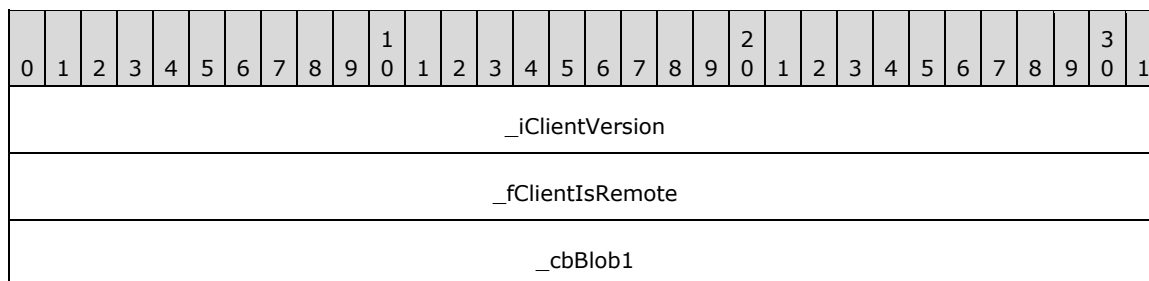 1 2 3
0 1 2 3 4 5 6 7 8 9 0 1 2 3 4 5 6 7 8 9 0 1 2 3 4 5 6 7 8 9 0 1
_iClientVersion
_fClientIsRemote
_cbBlob1